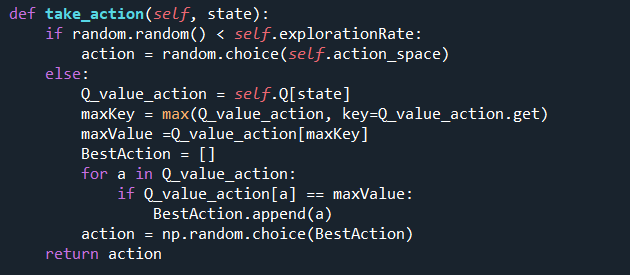 def take_action(self, state):
    if random.random() < self.explorationRate:
        action = random.choice(self.action_space)
    else:
        Q_value_action = self.Q[state]
        maxKey = max(Q_value_action, key=Q_value_action.get)
        maxValue =Q_value_action[maxKey]
        BestAction = []
        for a in Q_value_action:
            if Q_value_action[a] == maxValue:
                BestAction.append(a)
        action = np.random.choice(BestAction)
    return action